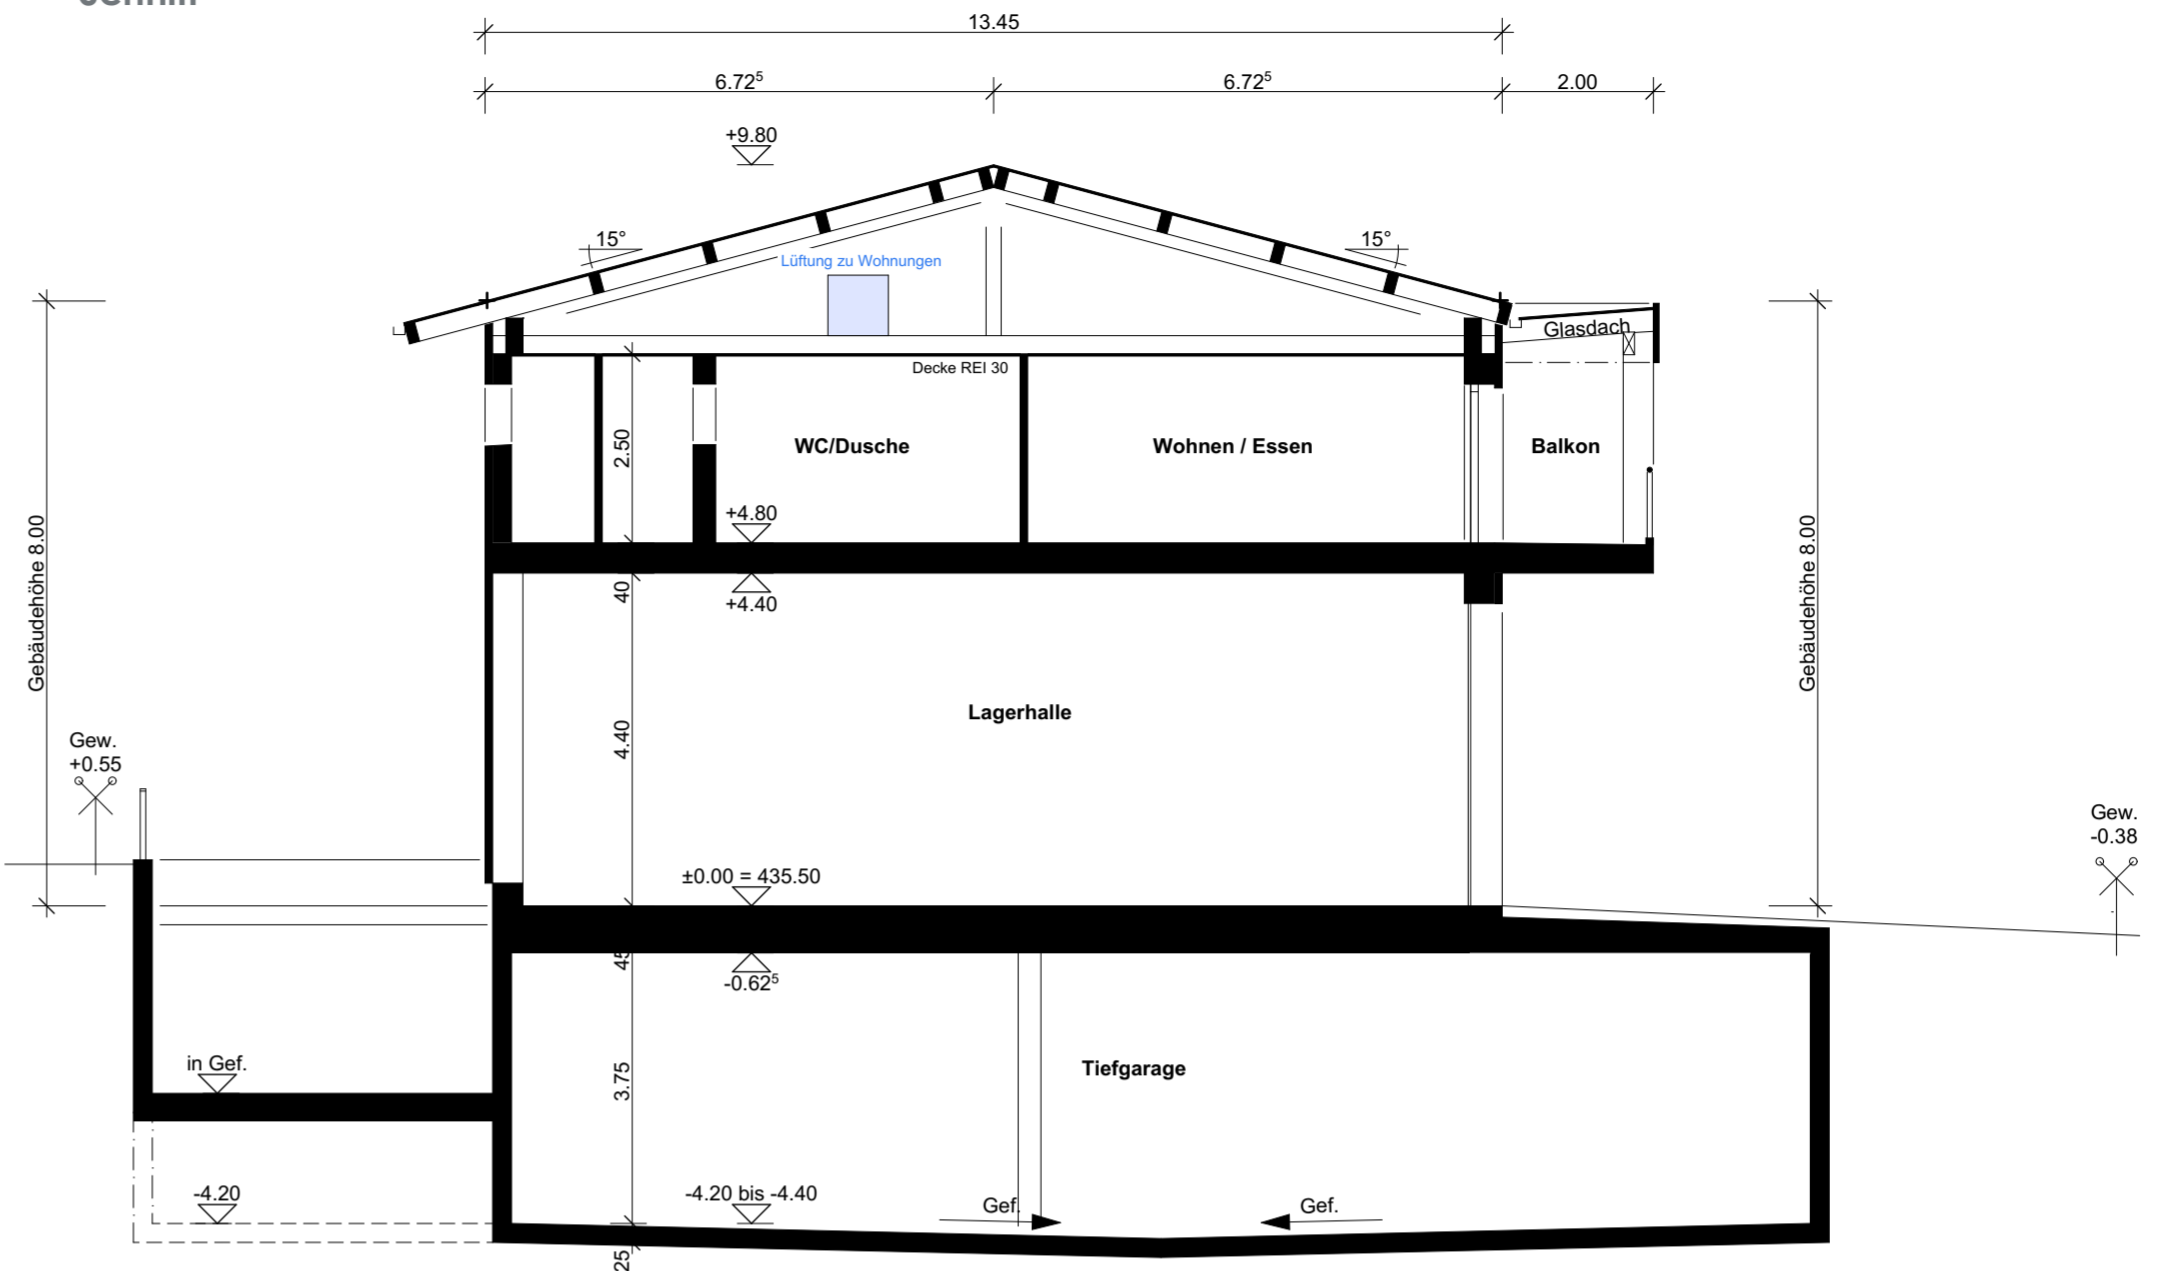 13.45
6.72⁵
6.72⁵
2.00
+9.80
15°
15°
Lüftung zu Wohnungen
Glasdach
Decke REI 30
2.50
WC/Dusche
Wohnen / Essen
Balkon
+4.80
Gebäudehöhe 8.00
Gebäudehöhe 8.00
40
+4.40
Lagerhalle
4.40
Gew.
+0.55
Gew.
-0.38
±0.00 = 435.50
45
-0.62⁵
in Gef.
3.75
Tiefgarage
-4.20
-4.20 bis -4.40
Gef.
Gef.
25